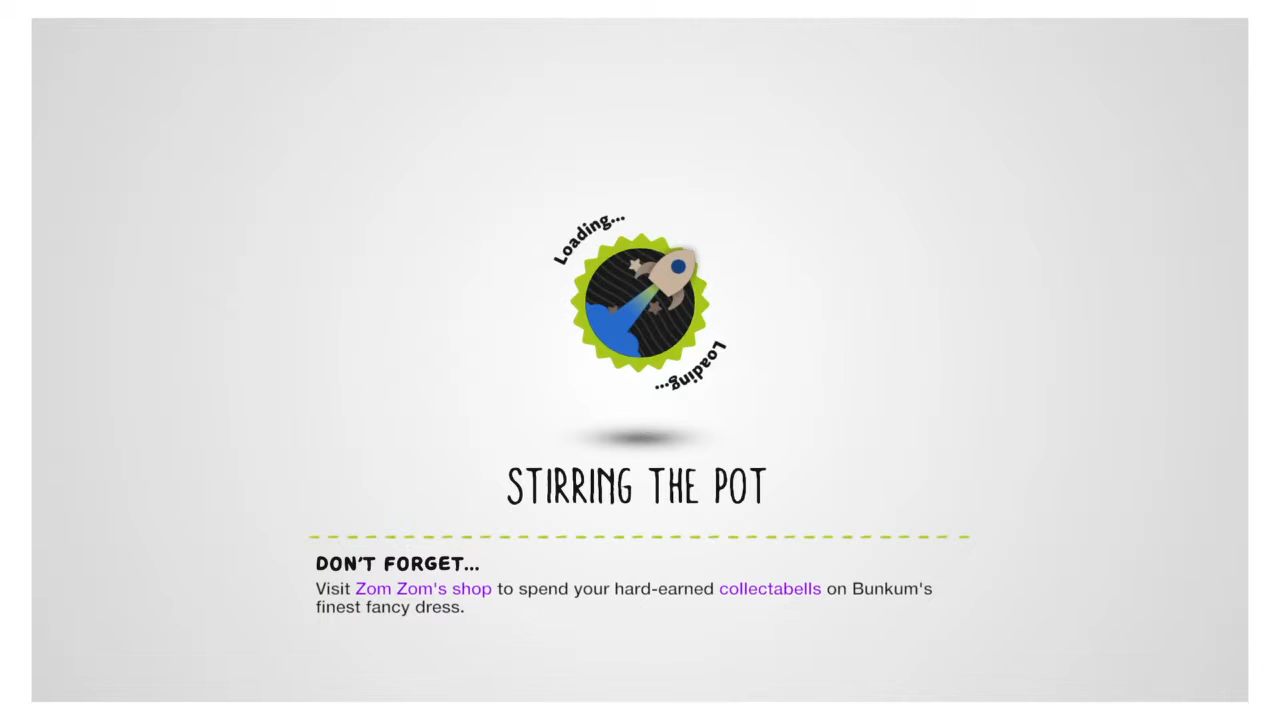 Loading...
Loading...
STIRRING THE POT
DON'T FORGET...
Visit Zom Zom's shop to spend your hard-earned collectabells on Bunkum's
finest fancy dress.